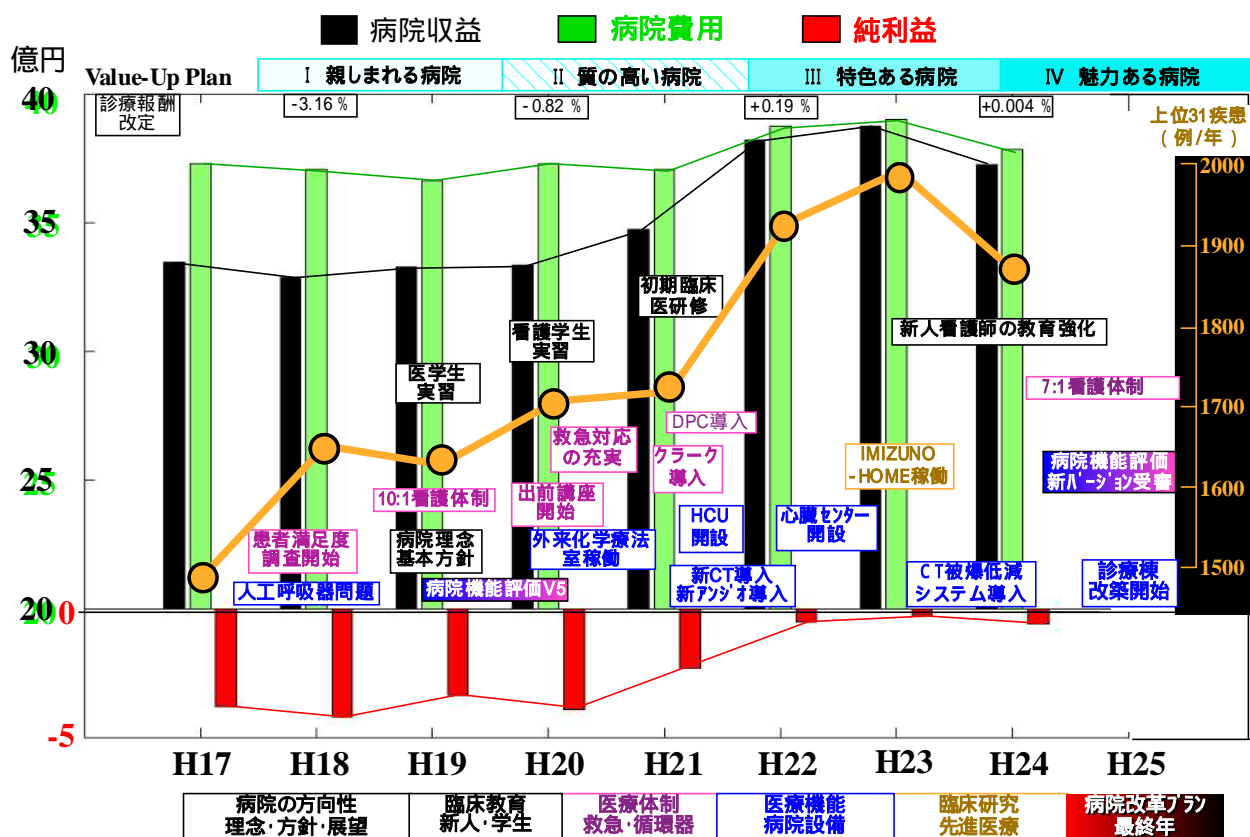 病院収益 病院費用 純利益
億円
Value-Up Plan Ⅰ 親しまれる病院 Ⅱ 質の高い病院 Ⅲ 特色ある病院 Ⅳ 魅力ある病院
診療報酬
改定
-3.16 % - 0.82 % +0.19 % +0.004 %
上位31疾患
( 例/年 )
40
35
30
25
20
0
-5
2000
1900
1800
1700
1600
1500
初期臨床
医研修
看護学生
実習
新人看護師の教育強化
医学生
実習
7:1看護体制
DPC導入
救急対応
の充実
クラーク
導入
IMIZUNO
-HOME稼働
病院機能評価
新バージョン受審
10:1看護体制
出前講座
開始
HCU
開設
心臓センター
開設
患者満足度
調査開始
病院理念
基本方針
外来化学療法
室稼働
人工呼吸器問題
病院機能評価V5
新CT導入
新アンジオ導入
CT被爆低減
システム導入
診療棟
改築開始
H17 H18 H19 H20 H21 H22 H23 H24 H25
病院の方向性
理念・方針・展望
臨床教育
新人・学生
医療体制
救急・循環器
医療機能
病院設備
臨床研究
先進医療
病院改革プラン
最終年